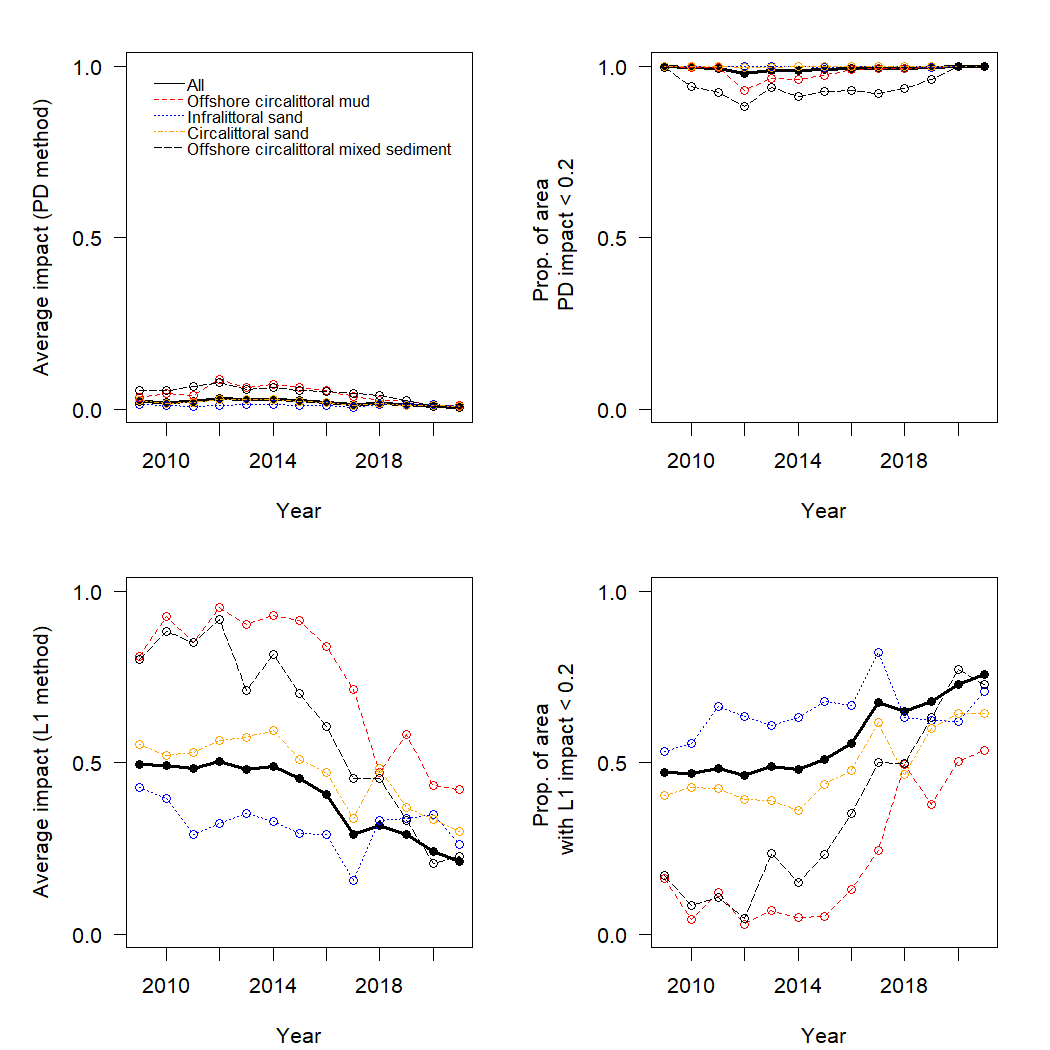 1.0
0.5
0.0
Average impact (PD method)
All
Offshore circalittoral mud
Infralittoral sand
Circalittoral sand
Offshore circalittoral mixed sediment
2010 2014 2018
Year
1.0
0.5
0.0
Prop. of area
PD impact < 0.2
2010 2014 2018
Year
1.0
0.5
0.0
Average impact (L1 method)
2010 2014 2018
Year
1.0
0.5
0.0
Prop. of area
with L1 impact < 0.2
2010 2014 2018
Year